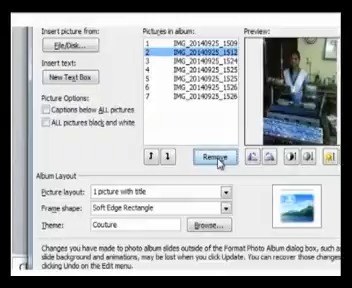 Insert picture from:
File/Disk...
Insert text:
New Text Box
Picture Options:
Captions below ALL pictures
ALL pictures black and white
Pictures in album:
1 IMG_20140925_1509
2 IMG_20140925_1512
3 IMG_20140925_1524
4 IMG_20140925_1525
5 IMG_20140925_1525
6 IMG_20140925_1526
7 IMG_20140925_1526
Remove
Preview:
Album Layout
Picture layout: 1 picture with title
Frame shape: Soft Edge Rectangle
Theme: Couture
Browse...
Changes you have made to photo album slides outside of the Format Photo Album dialog box, such a
slide background and animations, may be lost when you click Update. You can recover those changes
clicking Undo on the Edit menu.